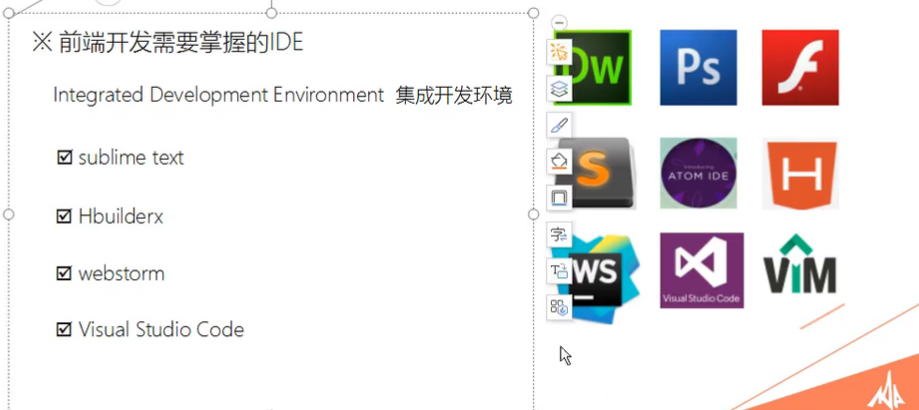 ※ 前端开发需要掌握的IDE
Integrated Development Environment 集成开发环境
☑ sublime text
☑ Hbuilderx
☑ webstorm
☑ Visual Studio Code
Dw
Ps
S
Introducing
ATOM IDE
H
WS
Visual Studio Code
VIM
字
T